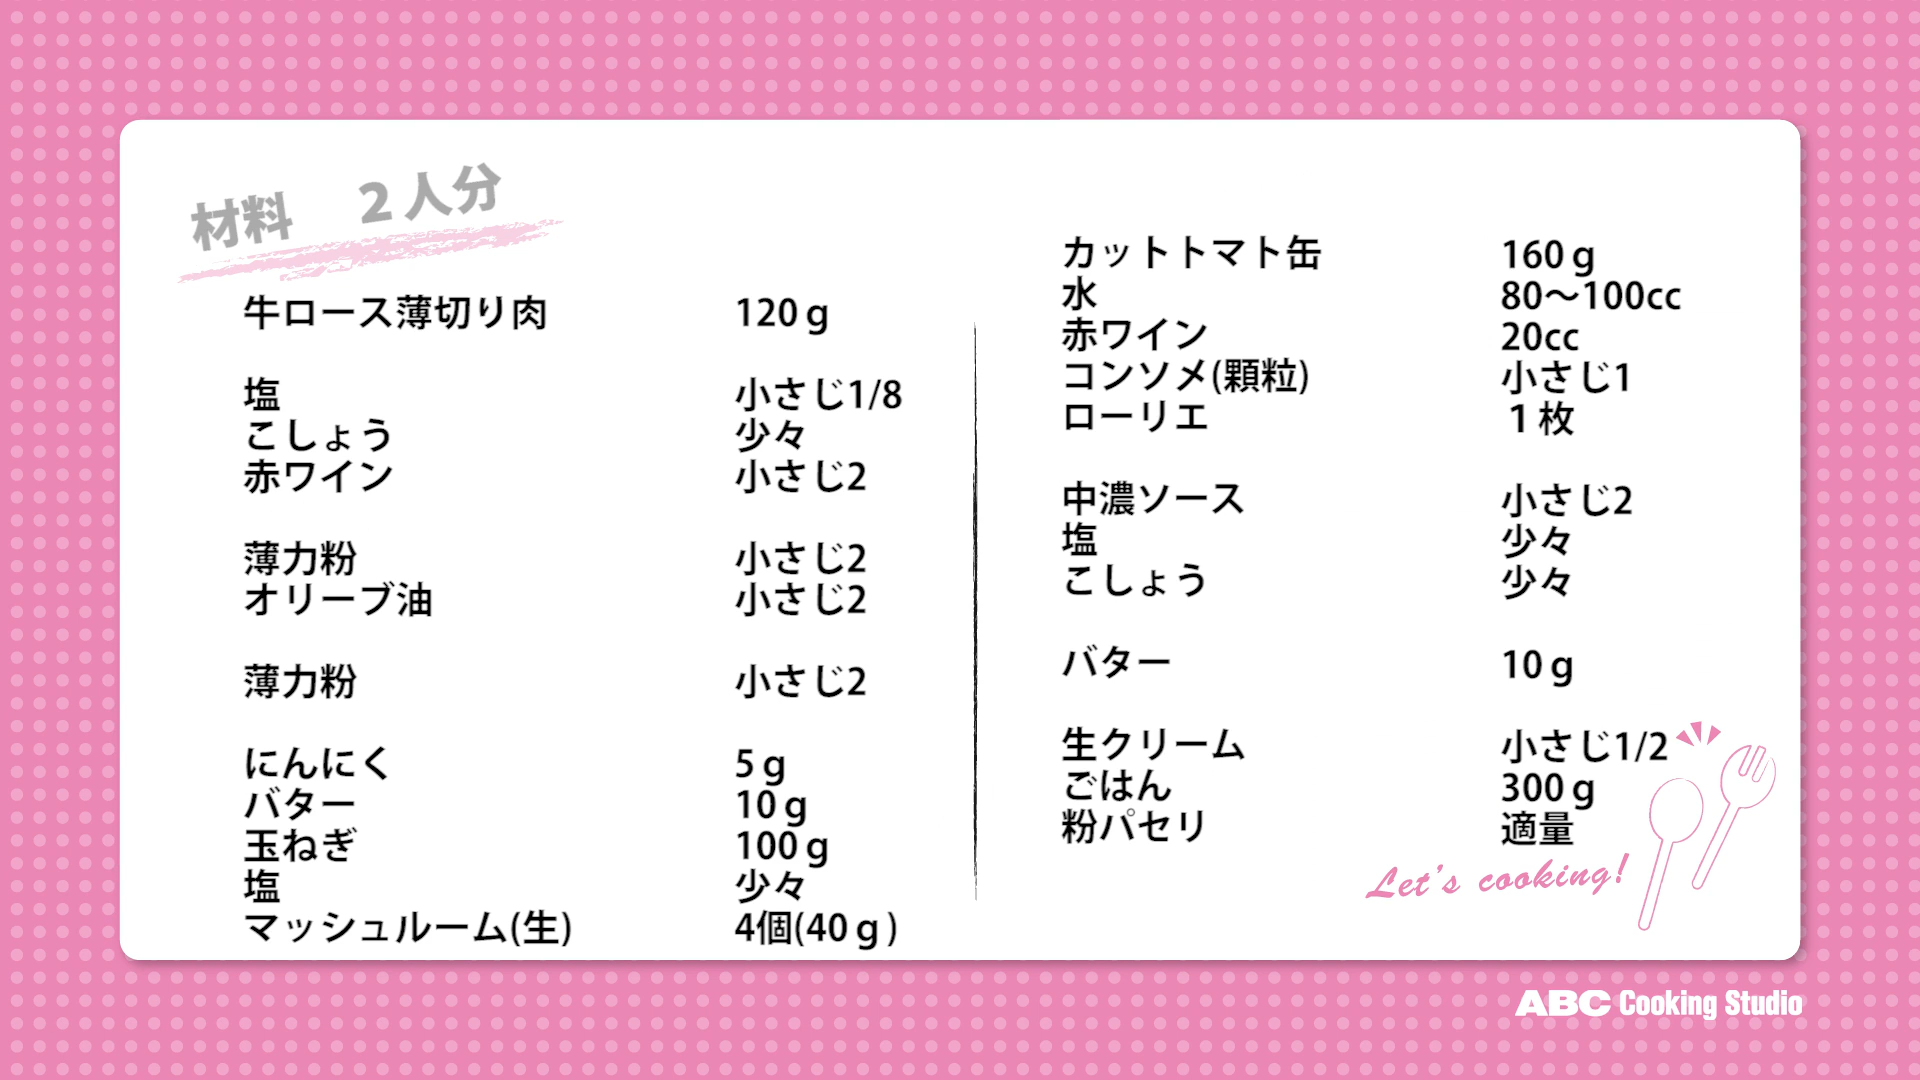 材料　２人分
牛ロース薄切り肉　120ｇ
塩　小さじ1/8
こしょう　少々
赤ワイン　小さじ2
薄力粉　小さじ2
オリーブ油　小さじ2
薄力粉　小さじ2
にんにく　5ｇ
バター　10ｇ
玉ねぎ　100ｇ
塩　少々
マッシュルーム(生)　4個(40ｇ)
カットトマト缶　160ｇ
水　80～100cc
赤ワイン　20cc
コンソメ(顆粒)　小さじ1
ローリエ　１枚
中濃ソース　小さじ2
塩　少々
こしょう　少々
バター　10ｇ
生クリーム　小さじ1/2
ごはん　300ｇ
粉パセリ　適量
Let's cooking!
ABC Cooking Studio